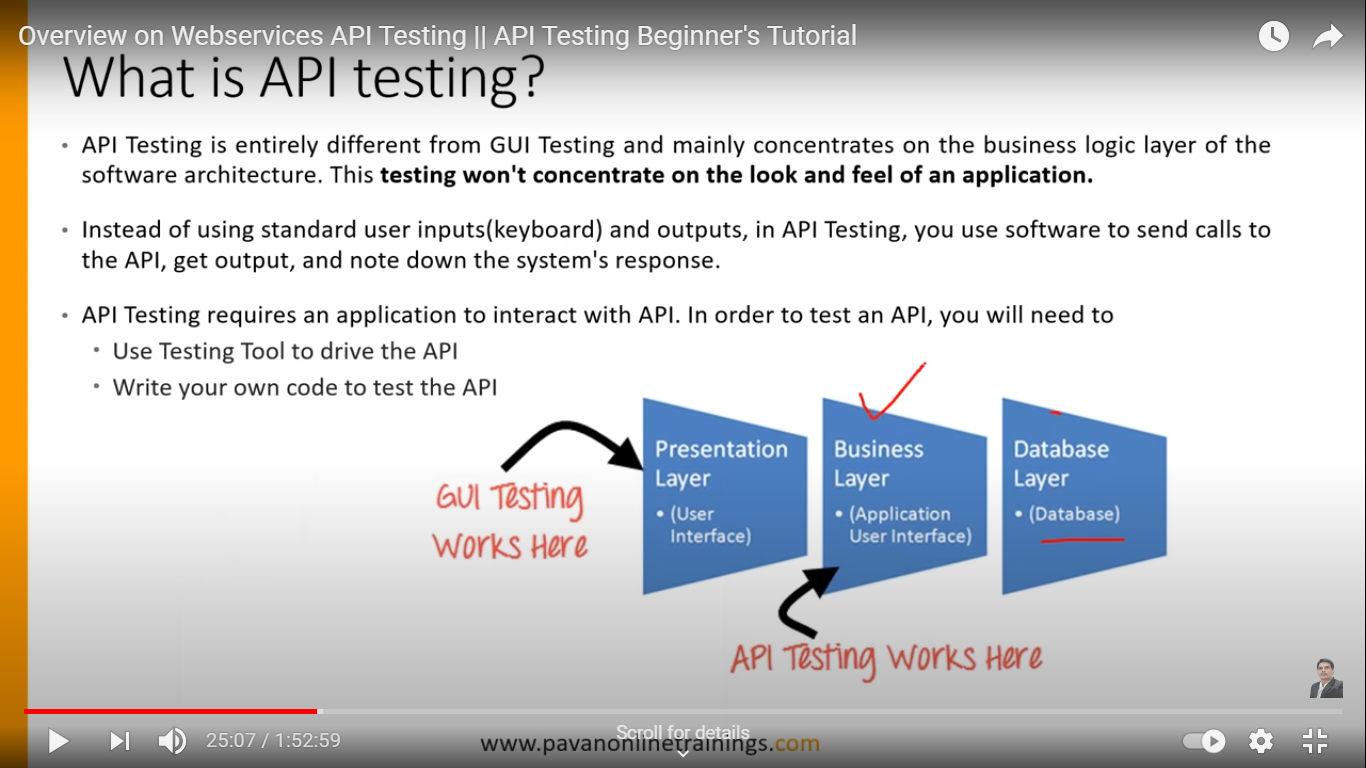 Overview on Webservices API Testing || API Testing Beginner's Tutorial
What is API testing?
• API Testing is entirely different from GUI Testing and mainly concentrates on the business logic layer of the
software architecture. This testing won't concentrate on the look and feel of an application.
• Instead of using standard user inputs(keyboard) and outputs, in API Testing, you use software to send calls to
the API, get output, and note down the system's response.
• API Testing requires an application to interact with API. In order to test an API, you will need to
• Use Testing Tool to drive the API
• Write your own code to test the API
GUI Testing
Works Here
Presentation
Layer
• (User
Interface)
Business
Layer
• (Application
User Interface)
Database
Layer
• (Database)
API Testing Works Here
25:07 / 1:52:59
Scroll for details
www.pavanonlinetrainings.com